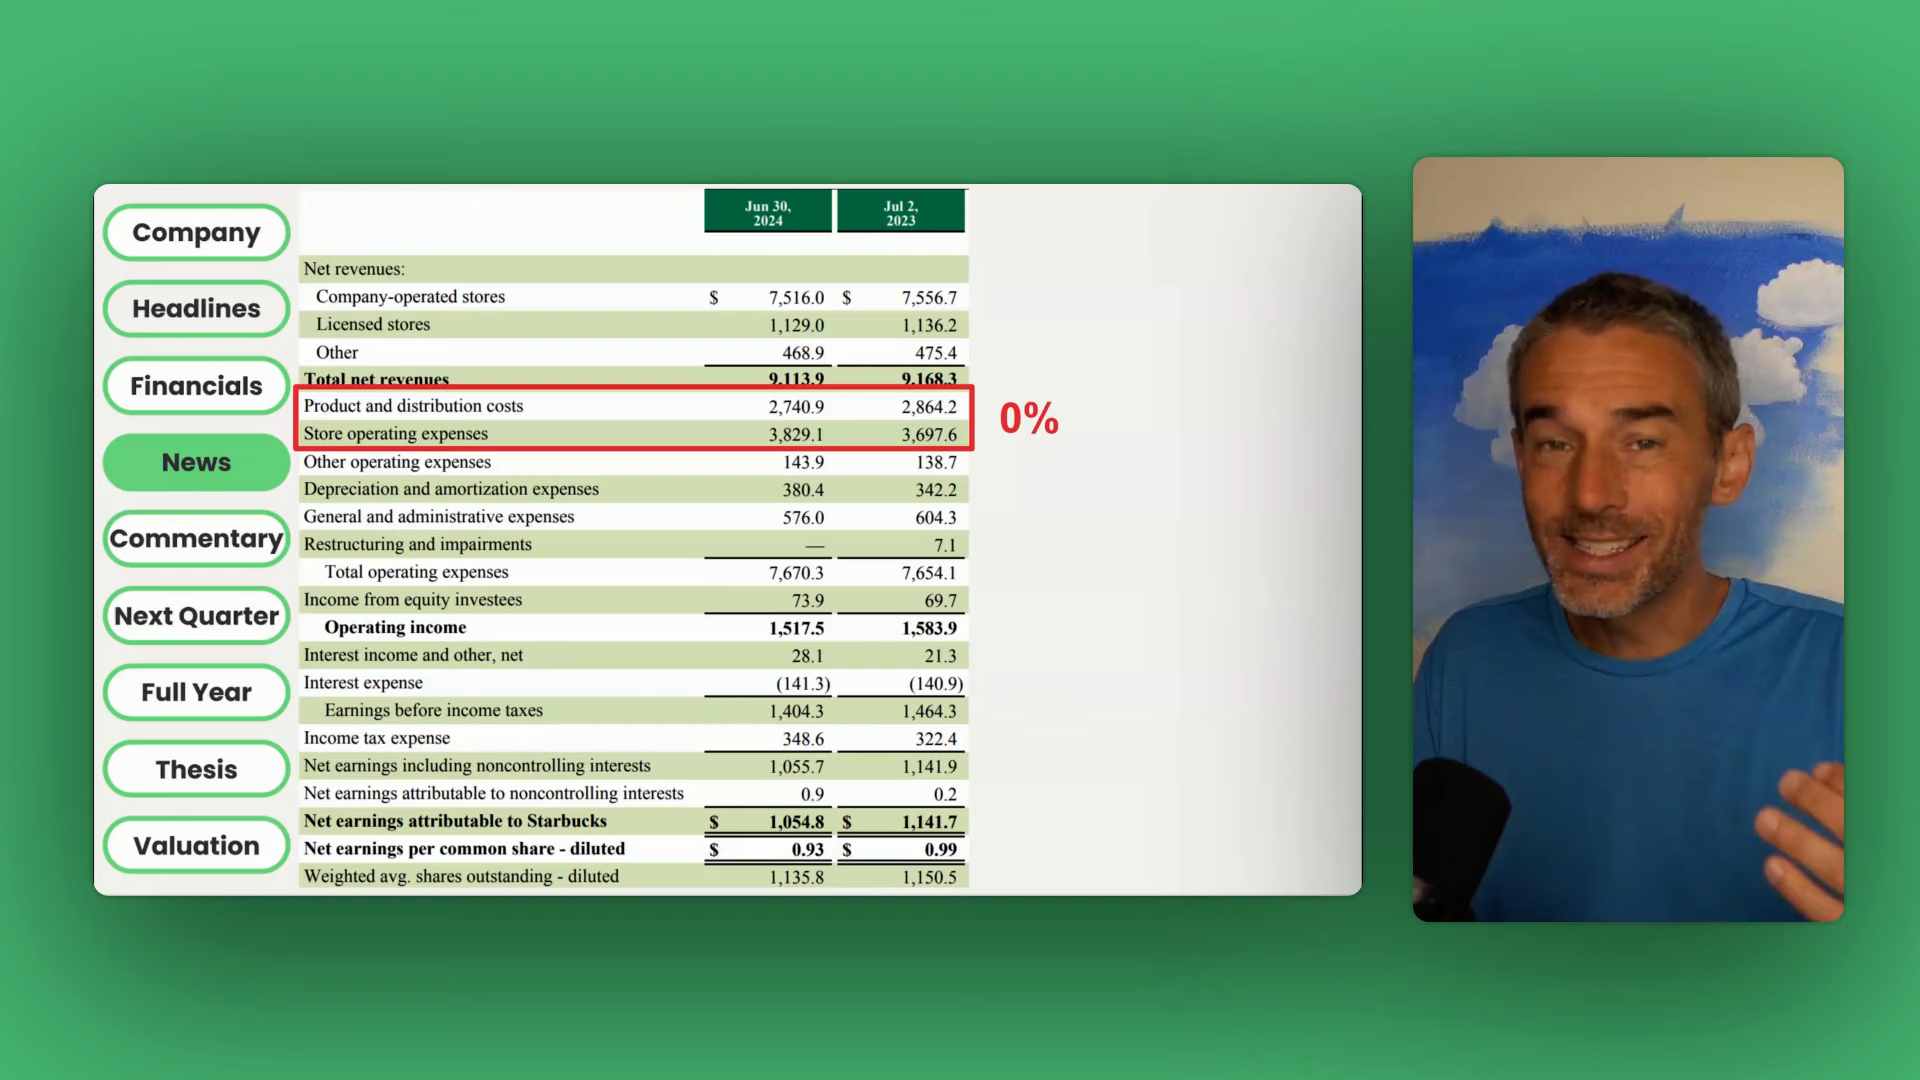 Company
Headlines
Financials
News
Commentary
Next Quarter
Full Year
Thesis
Valuation
Jun 30, 2024 Jul 2, 2023
Net revenues:
Company-operated stores $ 7,516.0 $ 7,556.7
Licensed stores 1,129.0 1,136.2
Other 468.9 475.4
Total net revenues 9,113.9 9,168.3
Product and distribution costs 2,740.9 2,864.2
Store operating expenses 3,829.1 3,697.6
0%
Other operating expenses 143.9 138.7
Depreciation and amortization expenses 380.4 342.2
General and administrative expenses 576.0 604.3
Restructuring and impairments — 7.1
Total operating expenses 7,670.3 7,654.1
Income from equity investees 73.9 69.7
Operating income 1,517.5 1,583.9
Interest income and other, net 28.1 21.3
Interest expense (141.3) (140.9)
Earnings before income taxes 1,404.3 1,464.3
Income tax expense 348.6 322.4
Net earnings including noncontrolling interests 1,055.7 1,141.9
Net earnings attributable to noncontrolling interests 0.9 0.2
Net earnings attributable to Starbucks $ 1,054.8 $ 1,141.7
Net earnings per common share - diluted $ 0.93 $ 0.99
Weighted avg. shares outstanding - diluted 1,135.8 1,150.5